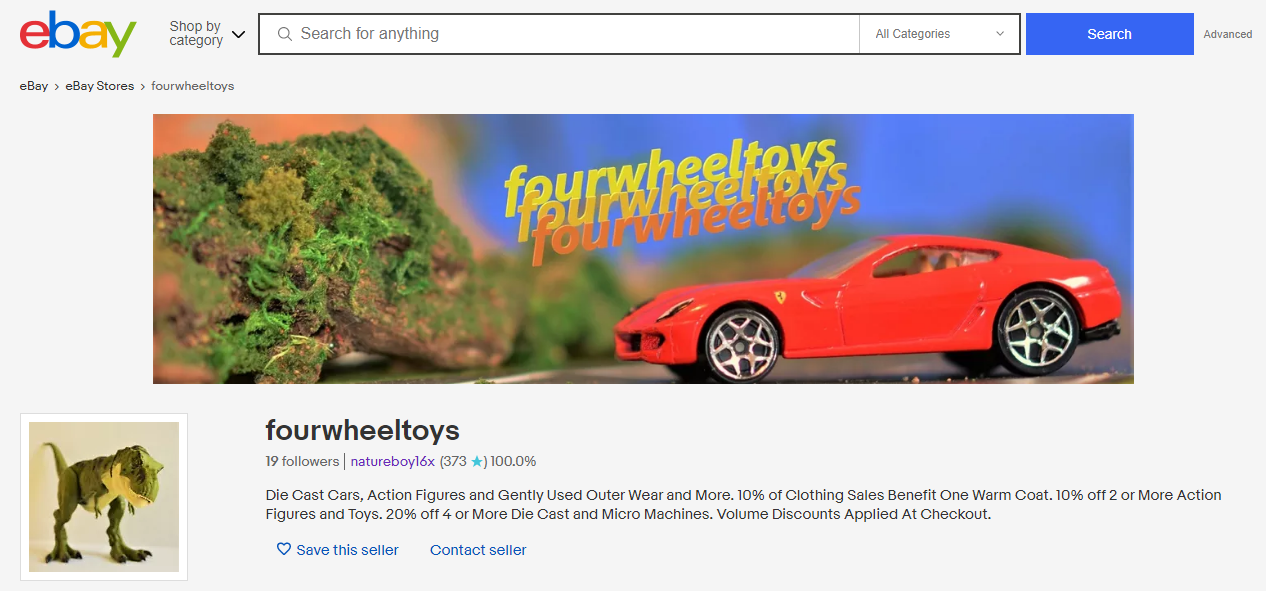 ebay
Shop by
category
Search for anything
All Categories
Search
Advanced
eBay > eBay Stores > fourwheeltoys
fourwheeltoys
fourwheeltoys
fourwheeltoys
fourwheeltoys
19 followers | natureboy16x (373 ★) 100.0%
Die Cast Cars, Action Figures and Gently Used Outer Wear and More. 10% of Clothing Sales Benefit One Warm Coat. 10% off 2 or More Action
Figures and Toys. 20% off 4 or More Die Cast and Micro Machines. Volume Discounts Applied At Checkout.
Save this seller
Contact seller